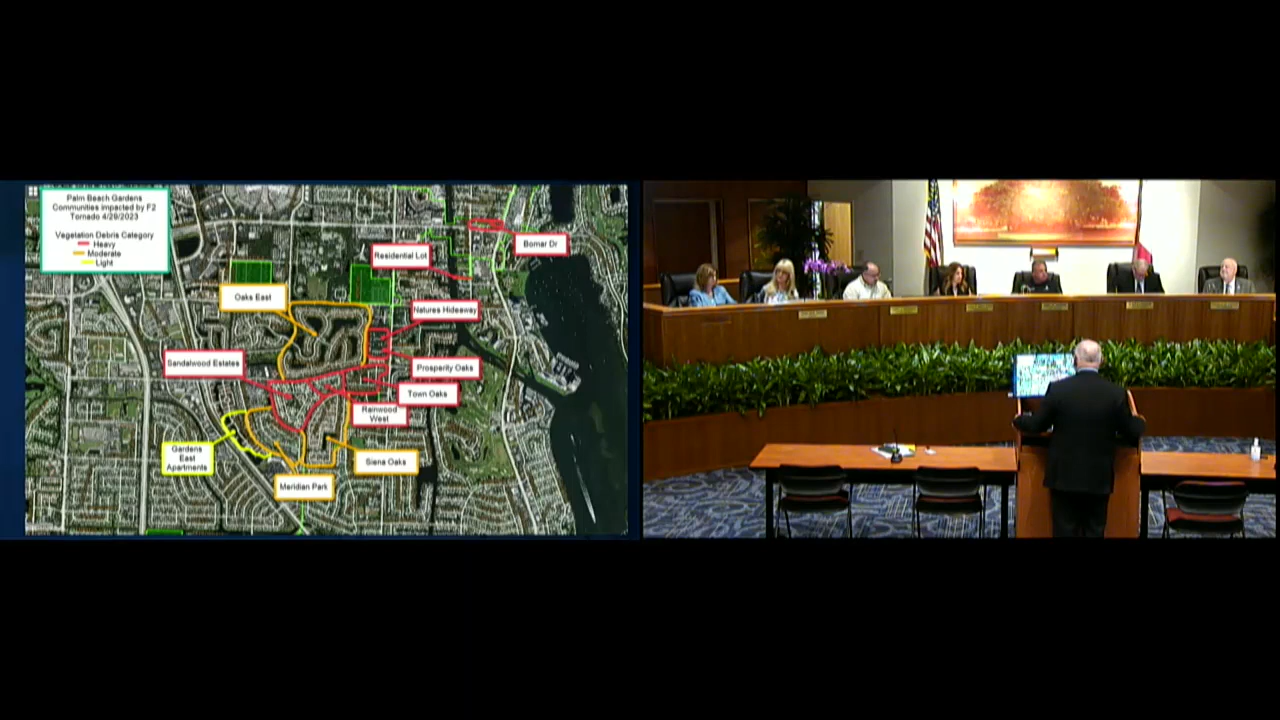 Palm Beach Gardens
Communities Impacted by F2
Tornado 4/29/2023
Vegetation Debris Category
Heavy
Moderate
Light
Bomar Dr
Residential Lot
Oaks East
Natures Hideaway
Sandalwood Estates
Prosperity Oaks
Town Oaks
Rainwood
West
Gardens
East
Apartments
Siena Oaks
Meridian Park